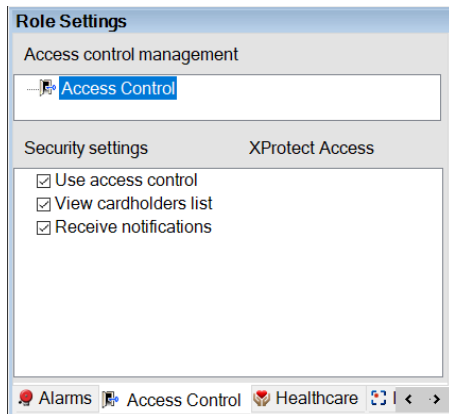 Role Settings
Access control management
Access Control
Security settings XProtect Access
Use access control
View cardholders list
Receive notifications
Alarms Access Control Healthcare